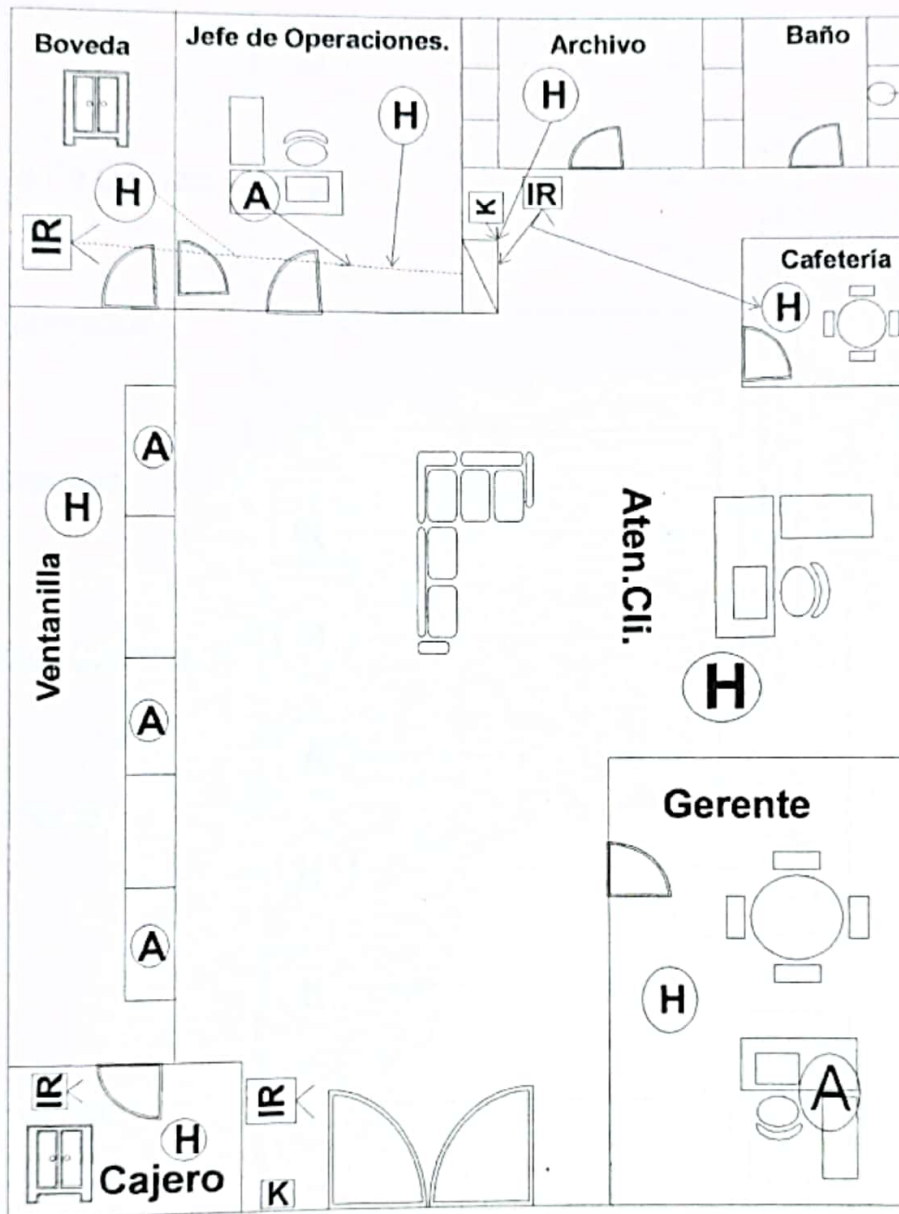 Boveda
Jefe de Operaciones.
Archivo
Baño
H
H
H
A
K
IR
IR
Cafetería
H
A
H
Ventanilla
Aten.Cli.
H
A
Gerente
H
A
IR
H
Cajero
IR
K
A